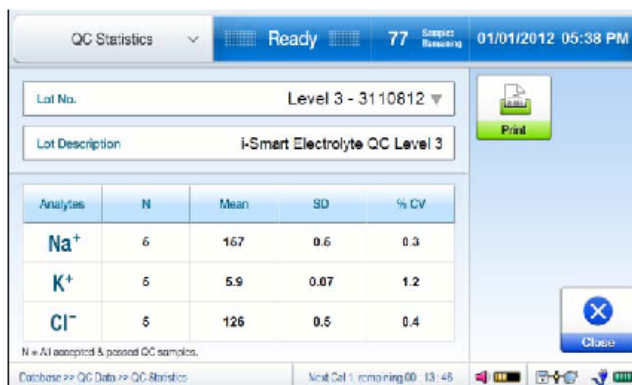 QC Statistics Ready 77 Samples Remaining 01/01/2012 05:38 PM
Lot No. Level 3 - 3110812
Print
Lot Description i-Smart Electrolyte QC Level 3
Analytes N Mean SD % CV
Na⁺ 5 157 0.5 0.3
K⁺ 5 5.9 0.07 1.2
Cl⁻ 5 126 0.5 0.4
Close
N = All accepted & passed QC samples.
Database >> QC Data >> QC Statistics Next Cal 1 remaining 00 : 13 : 46